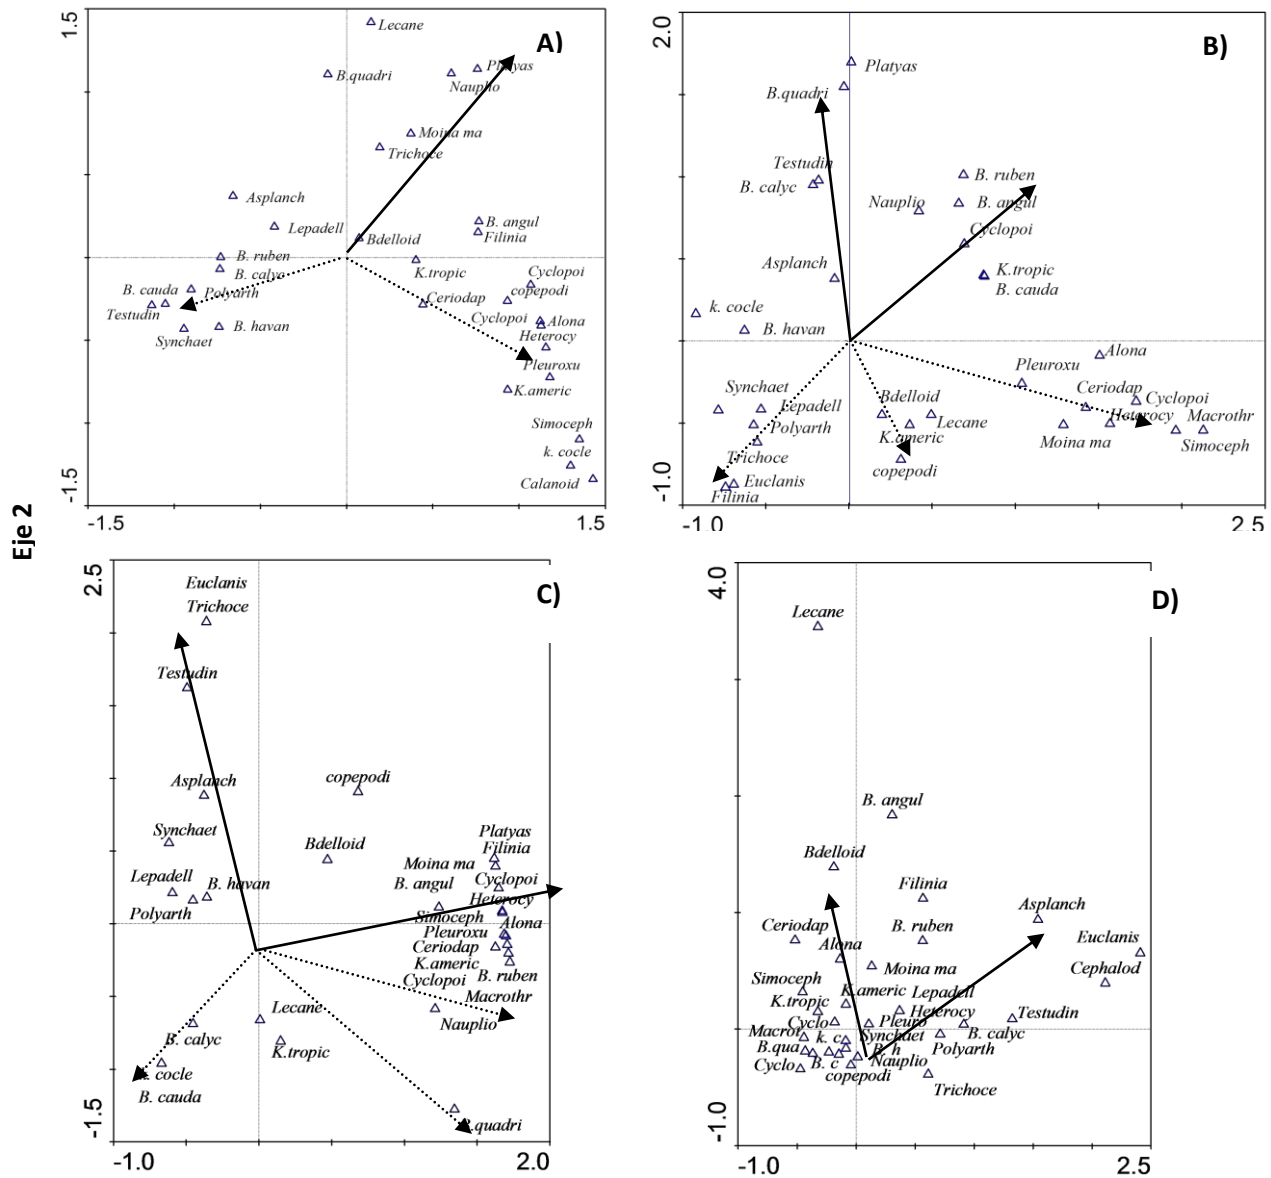 1.5
Lecane
A)
B.quadri
Platyas
Nauplio
Moina ma
Trichoce
Asplanch
Lepadell
B. angul
Bdelloid
Filinia
B. ruben
B. calyc
K.tropic
Cyclopoi
B. cauda
Polyarth
Ceriodap
copepodi
Testudin
Cyclopoi
Alona
Synchaet
B. havan
Heterocy
Pleuroxu
K.americ
Simoceph
k. cocle
Calanoid
-1.5
-1.5
1.5
2.0
B)
Platyas
B.quadri
Testudin
B. calyc
B. ruben
Nauplio
B. angul
Cyclopoi
Asplanch
K.tropic
B. cauda
k. cocle
B. havan
Alona
Pleuroxu
Synchaet
Lepadell
Bdelloid
Ceriodap
Cyclopoi
Polyarth
K.americ
Lecane
Heterocy
Macrothr
Trichoce
Moina ma
Simoceph
copepodi
Euclanis
Filinia
-1.0
-1.0
2.5
Eje 2
2.5
C)
Euclanis
Trichoce
Testudin
Asplanch
copepodi
Synchaet
Bdelloid
Platyas
Filinia
Lepadell
B. havan
Moina ma
B. angul
Cyclopoi
Polyarth
Heterocy
Simoceph
Alona
Pleuroxu
Ceriodap
K.americ
B. ruben
Cyclopoi
Macrothr
Lecane
Nauplio
B. calyc
K.tropic
cocle
B. cauda
B.quadri
-1.5
-1.0
2.0
4.0
D)
Lecane
B. angul
Bdelloid
Filinia
Asplanch
Ceriodap
B. ruben
Alona
Euclanis
Moina ma
Cephalod
Simoceph
K.americ
Lepadell
K.tropic
Heterocy
Testudin
Cyclo
Pleuro
B. calyc
Macrot
k. c
Synchaet
B.qua
B. h
Polyarth
Cyclo
B. c
Nauplio
copepodi
Trichoce
-1.0
-1.0
2.5